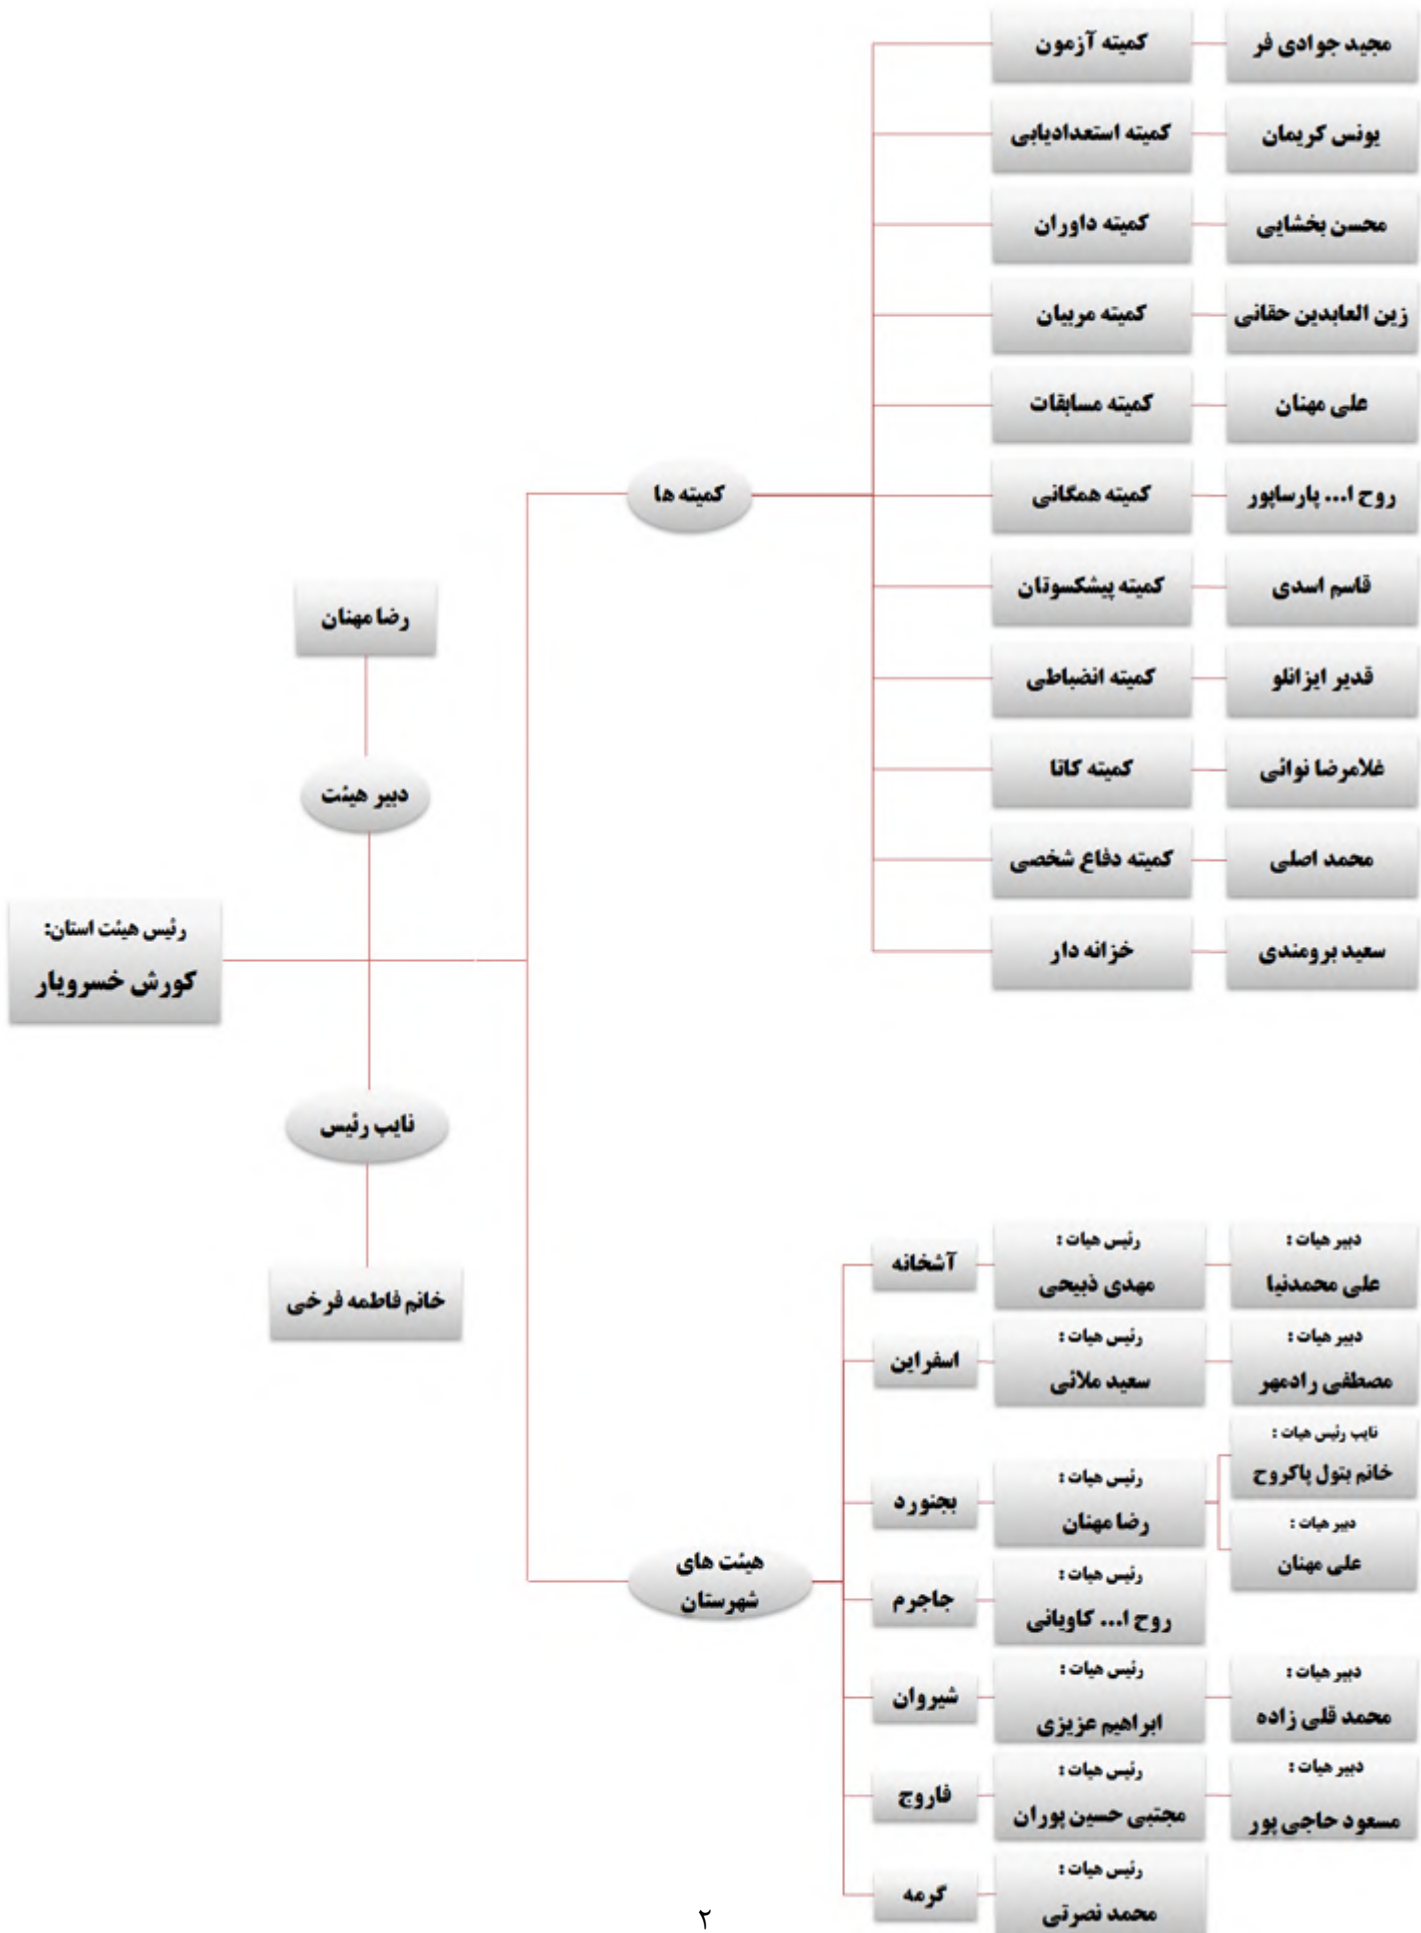 کمیته آزمون
مجید جوادی فر
کمیته استعدادیابی
یونس کریمان
کمیته داوران
محسن بخشایی
کمیته مربیان
زین العابدین حقانی
کمیته مسابقات
علی مهنان
کمیته ها
کمیته همگانی
روح ا... پارساپور
کمیته پیشکسوتان
قاسم اسدی
کمیته انضباطی
قدیر ایزانلو
کمیته کاتا
غلامرضا نوائی
کمیته دفاع شخصی
محمد اصلی
خزانه دار
سعید برومندی
رضا مهنان
دبیر هیئت
رئیس هیئت استان:
کورش خسرویار
نایب رئیس
خانم فاطمه فرخی
هیئت های
شهرستان
آشخانه
رئیس هیات :
مهدی ذبیحی
دبیر هیات :
علی محمدنیا
اسفراین
رئیس هیات :
سعید ملائی
دبیر هیات :
مصطفی رادمهر
بجنورد
رئیس هیات :
رضا مهنان
نایب رئیس هیات :
خانم بتول پاکروح
دبیر هیات :
علی مهنان
جاجرم
رئیس هیات :
روح ا... کاویانی
شیروان
رئیس هیات :
ابراهیم عزیزی
دبیر هیات :
محمد قلی زاده
فاروج
رئیس هیات :
مجتبی حسین پوران
دبیر هیات :
مسعود حاجی پور
گرمه
رئیس هیات :
محمد نصرتی
۲